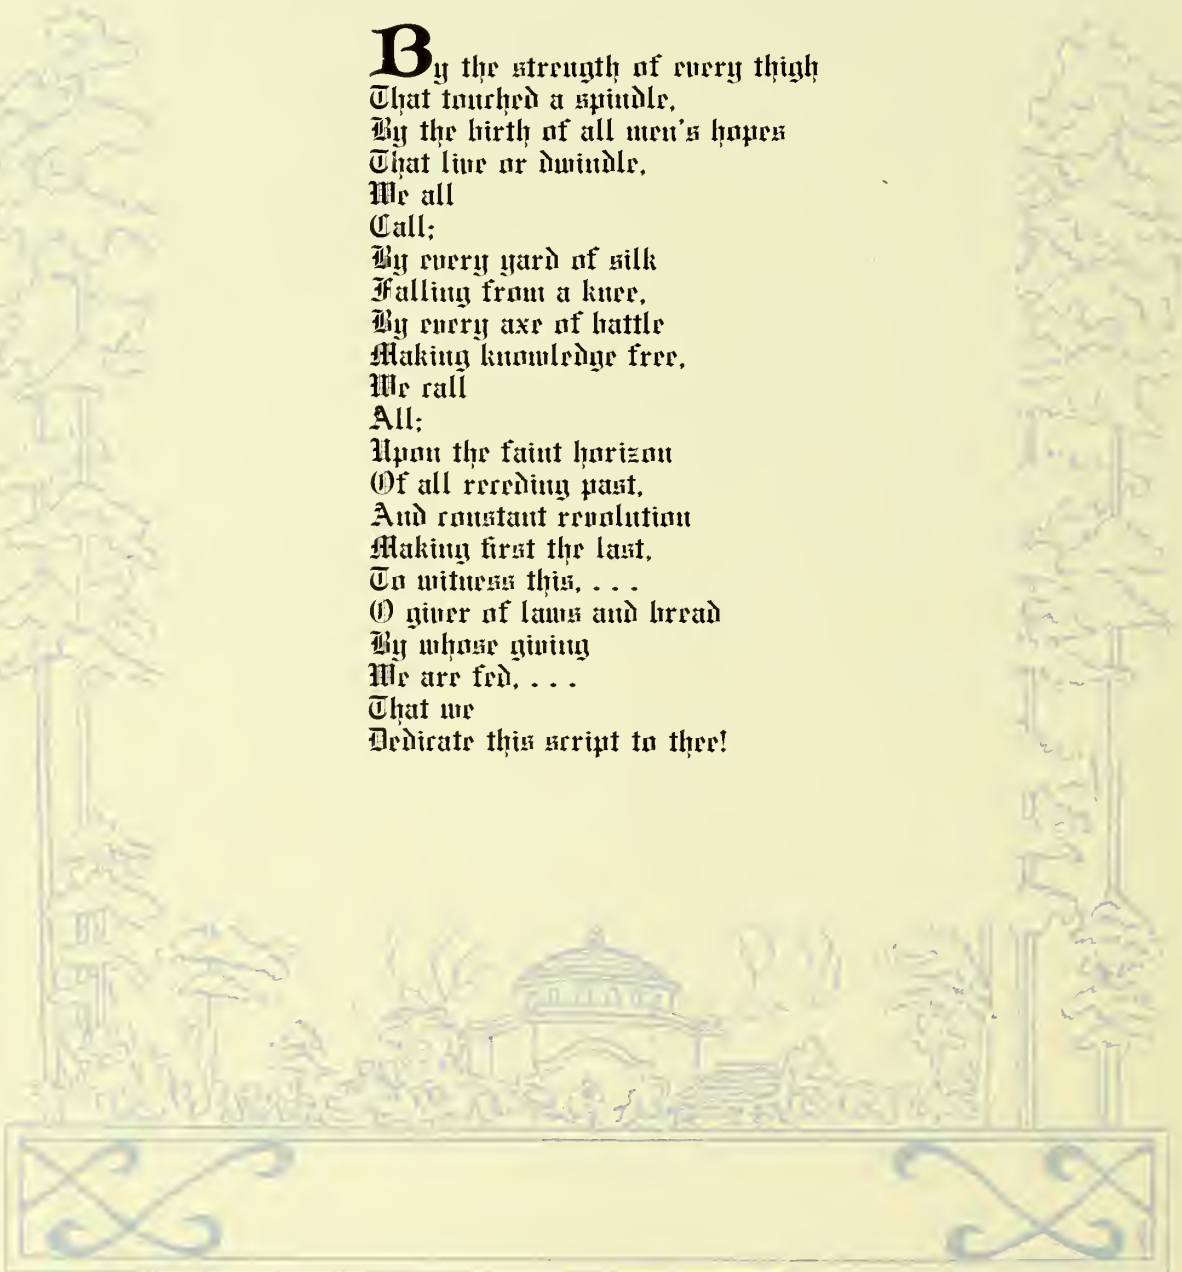 By the strength of every thigh
That touched a spindle,
By the birth of all men's hopes
That live or dwindle,
We all
Call;
By every yard of silk
Falling from a knee,
By every axe of battle
Making knowledge free,
We call
All;
Upon the faint horizon
Of all receding past,
And constant revolution
Making first the last,
To witness this, . . .
O giver of laws and bread
By whose giving
We are fed, . . .
That we
Dedicate this script to thee!